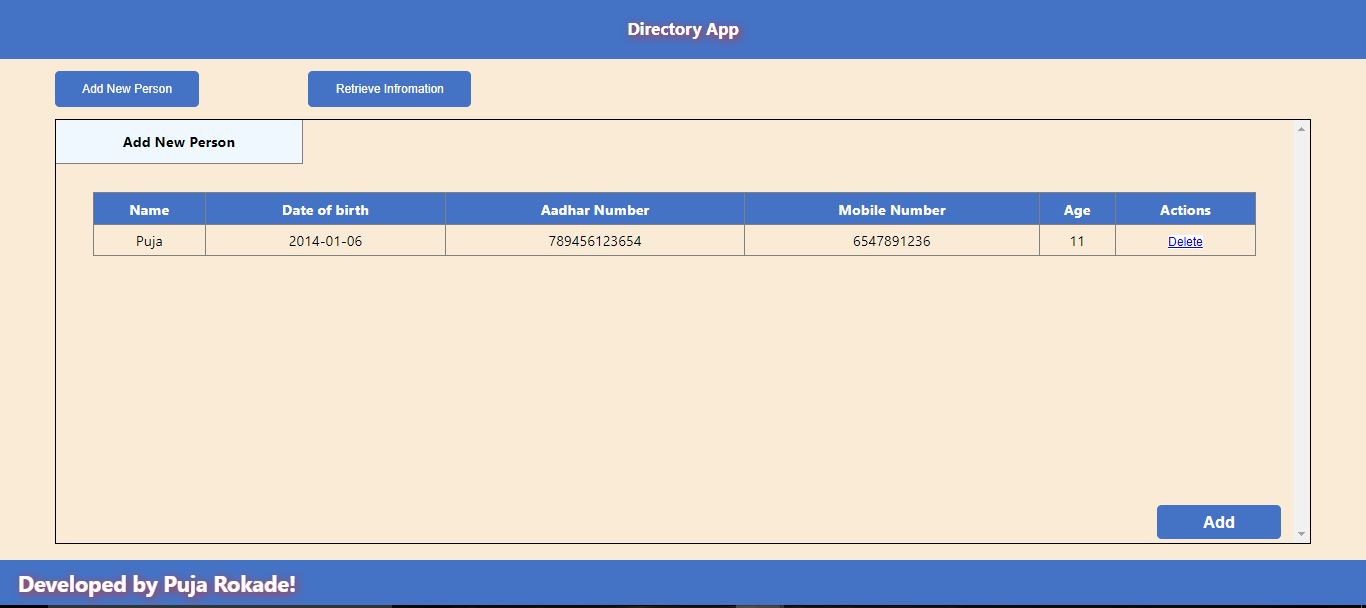 Directory App
Add New Person Retrieve Infromation
Add New Person
Name Date of birth Aadhar Number Mobile Number Age Actions
Puja 2014-01-06 789456123654 6547891236 11 Delete
Add
Developed by Puja Rokade!